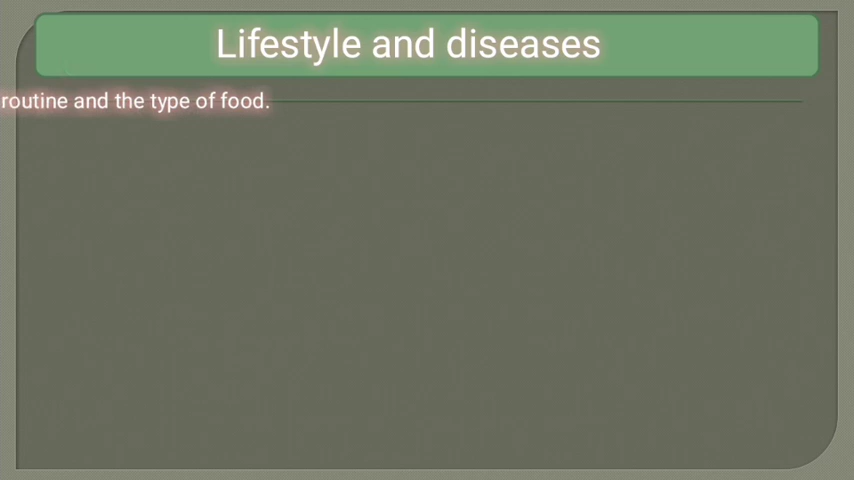 Lifestyle and diseases
routine and the type of food.